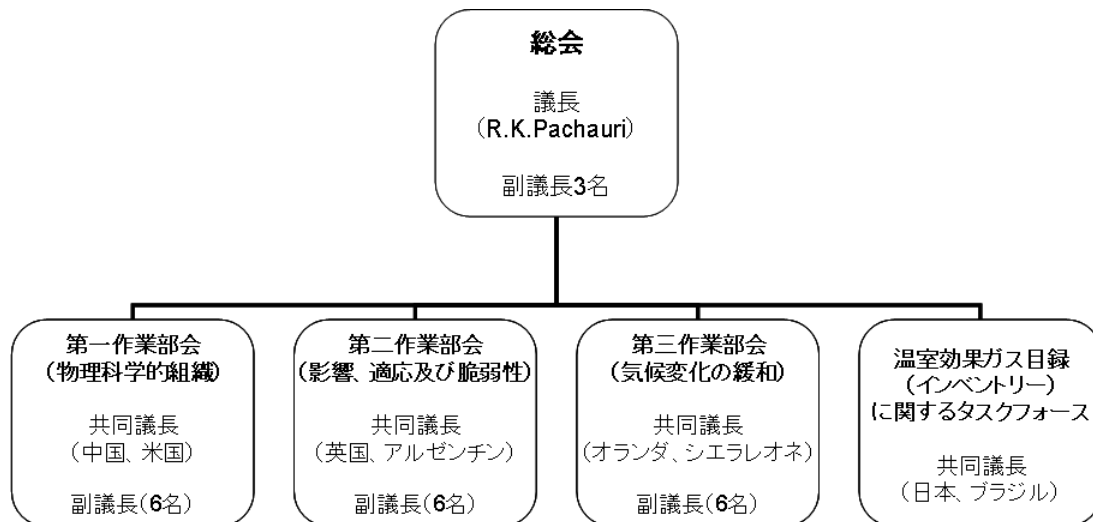 総会
議長
(R.K.Pachauri)
副議長3名
第一作業部会
(物理科学的組織)
共同議長
(中国、米国)
副議長(6名)
第二作業部会
(影響、適応及び脆弱性)
共同議長
(英国、アルゼンチン)
副議長(6名)
第三作業部会
(気候変化の緩和)
共同議長
(オランダ、シエラレオネ)
副議長(6名)
温室効果ガス目録
(インベントリー)
に関するタスクフォース
共同議長
(日本、ブラジル)